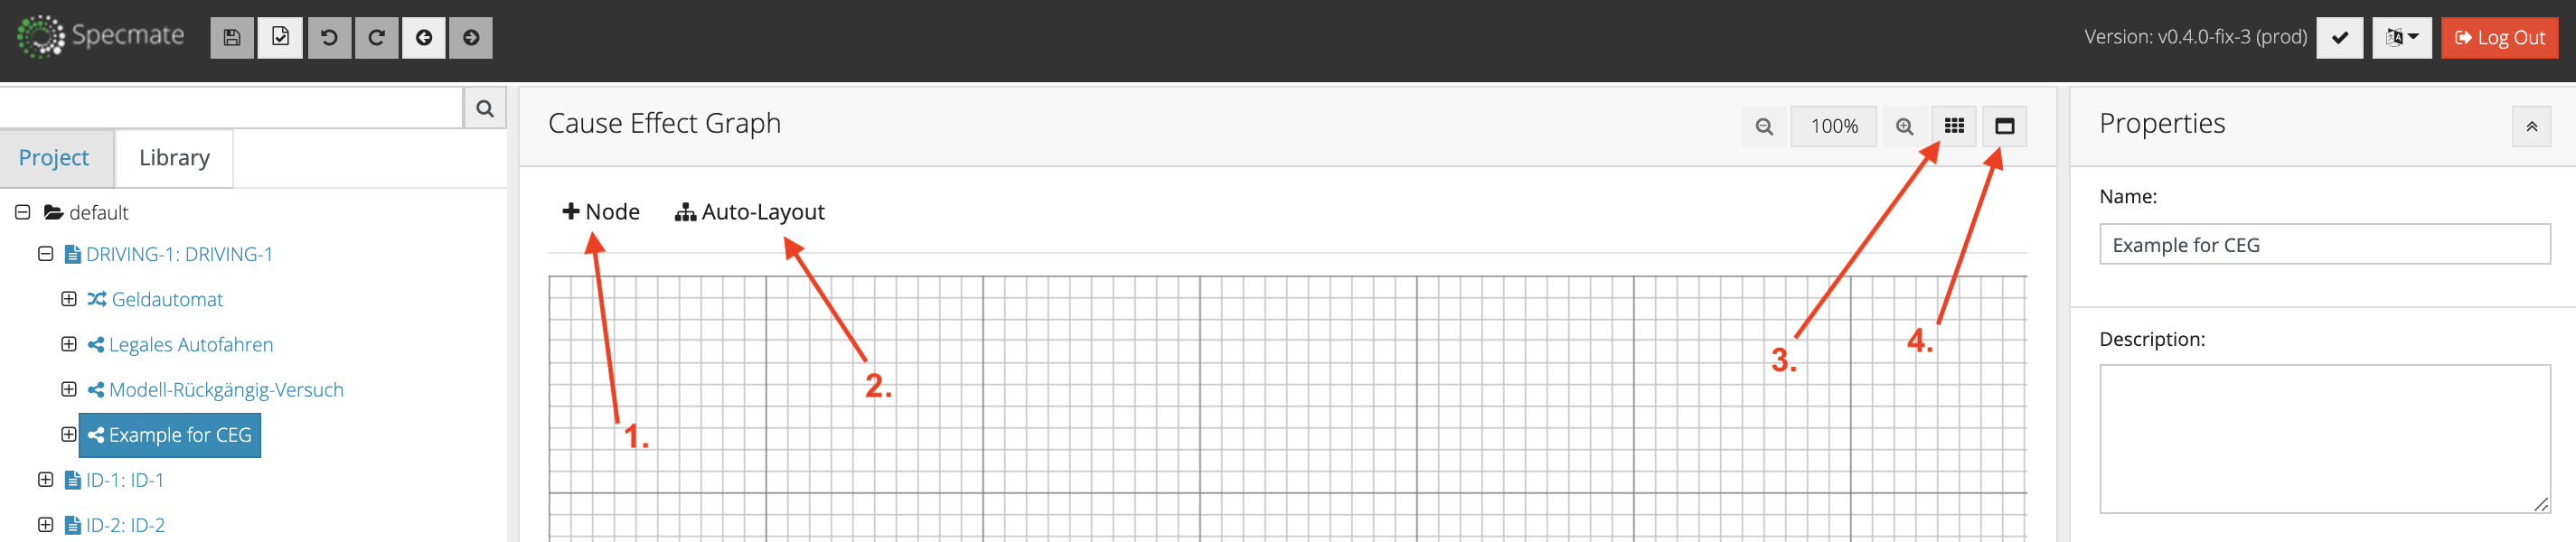 Specmate
Version: v0.4.0-fix-3 (prod)
Log Out
Project
Library
default
DRIVING-1: DRIVING-1
Geldautomat
Legales Autofahren
Modell-Rückgängig-Versuch
Example for CEG
ID-1: ID-1
ID-2: ID-2
Cause Effect Graph
100%
Node
Auto-Layout
1.
2.
3.
4.
Properties
Name:
Example for CEG
Description: